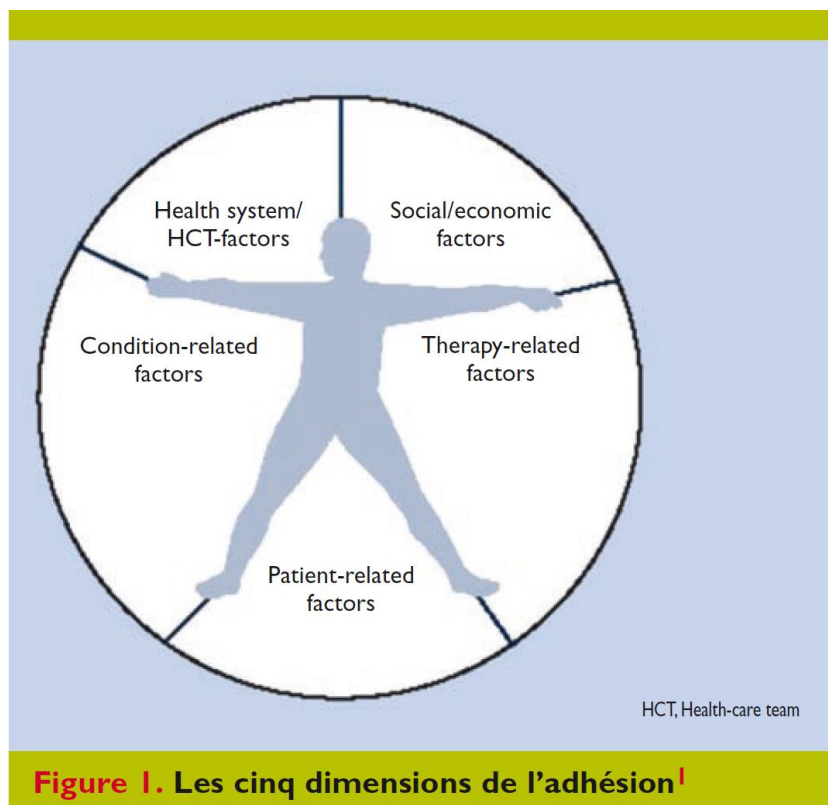 Health system/
HCT-factors
Social/economic
factors
Condition-related
factors
Therapy-related
factors
Patient-related
factors
HCT, Health-care team
Figure 1. Les cinq dimensions de l’adhésion1